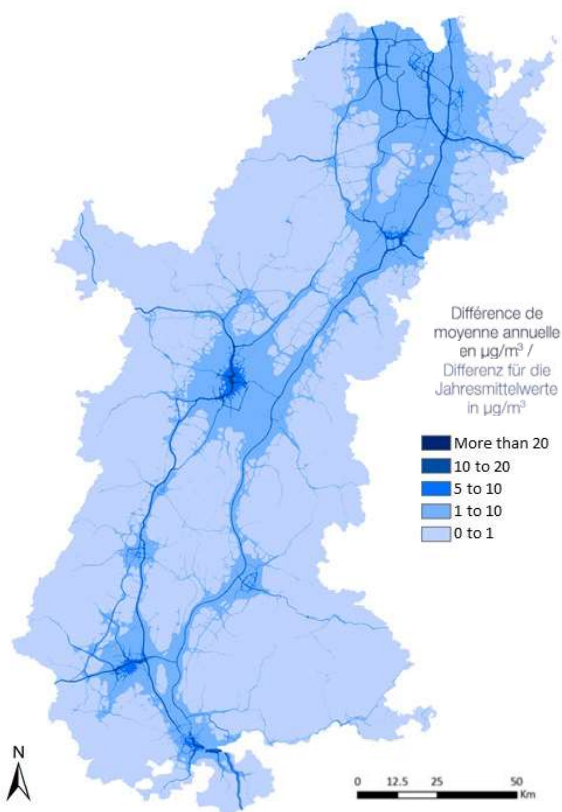 Différence de
moyenne annuelle
en µg/m³ /
Differenz für die
Jahresmittelwerte
in µg/m³
More than 20
10 to 20
5 to 10
1 to 10
0 to 1
N
0 12.5 25 50
Km